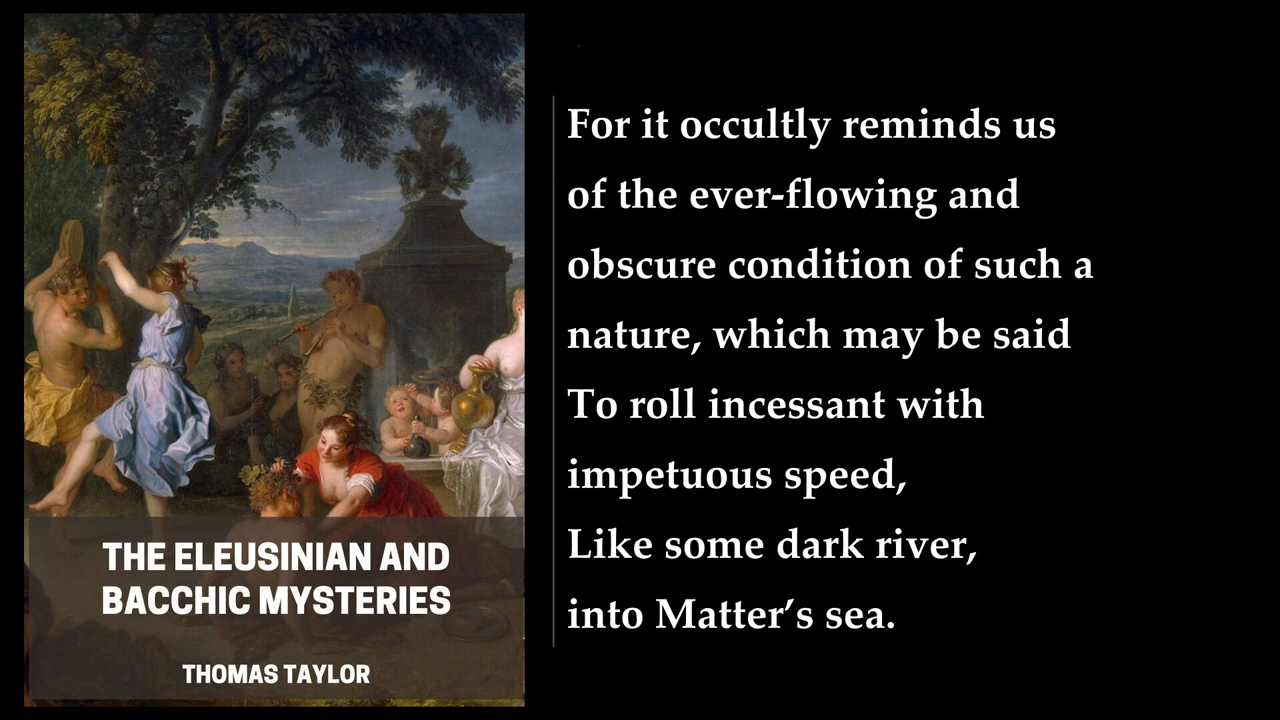 THE ELEUSINIAN AND
BACCHIC MYSTERIES
THOMAS TAYLOR
For it occultly reminds us
of the ever-flowing and
obscure condition of such a
nature, which may be said
To roll incessant with
impetuous speed,
Like some dark river,
into Matter’s sea.